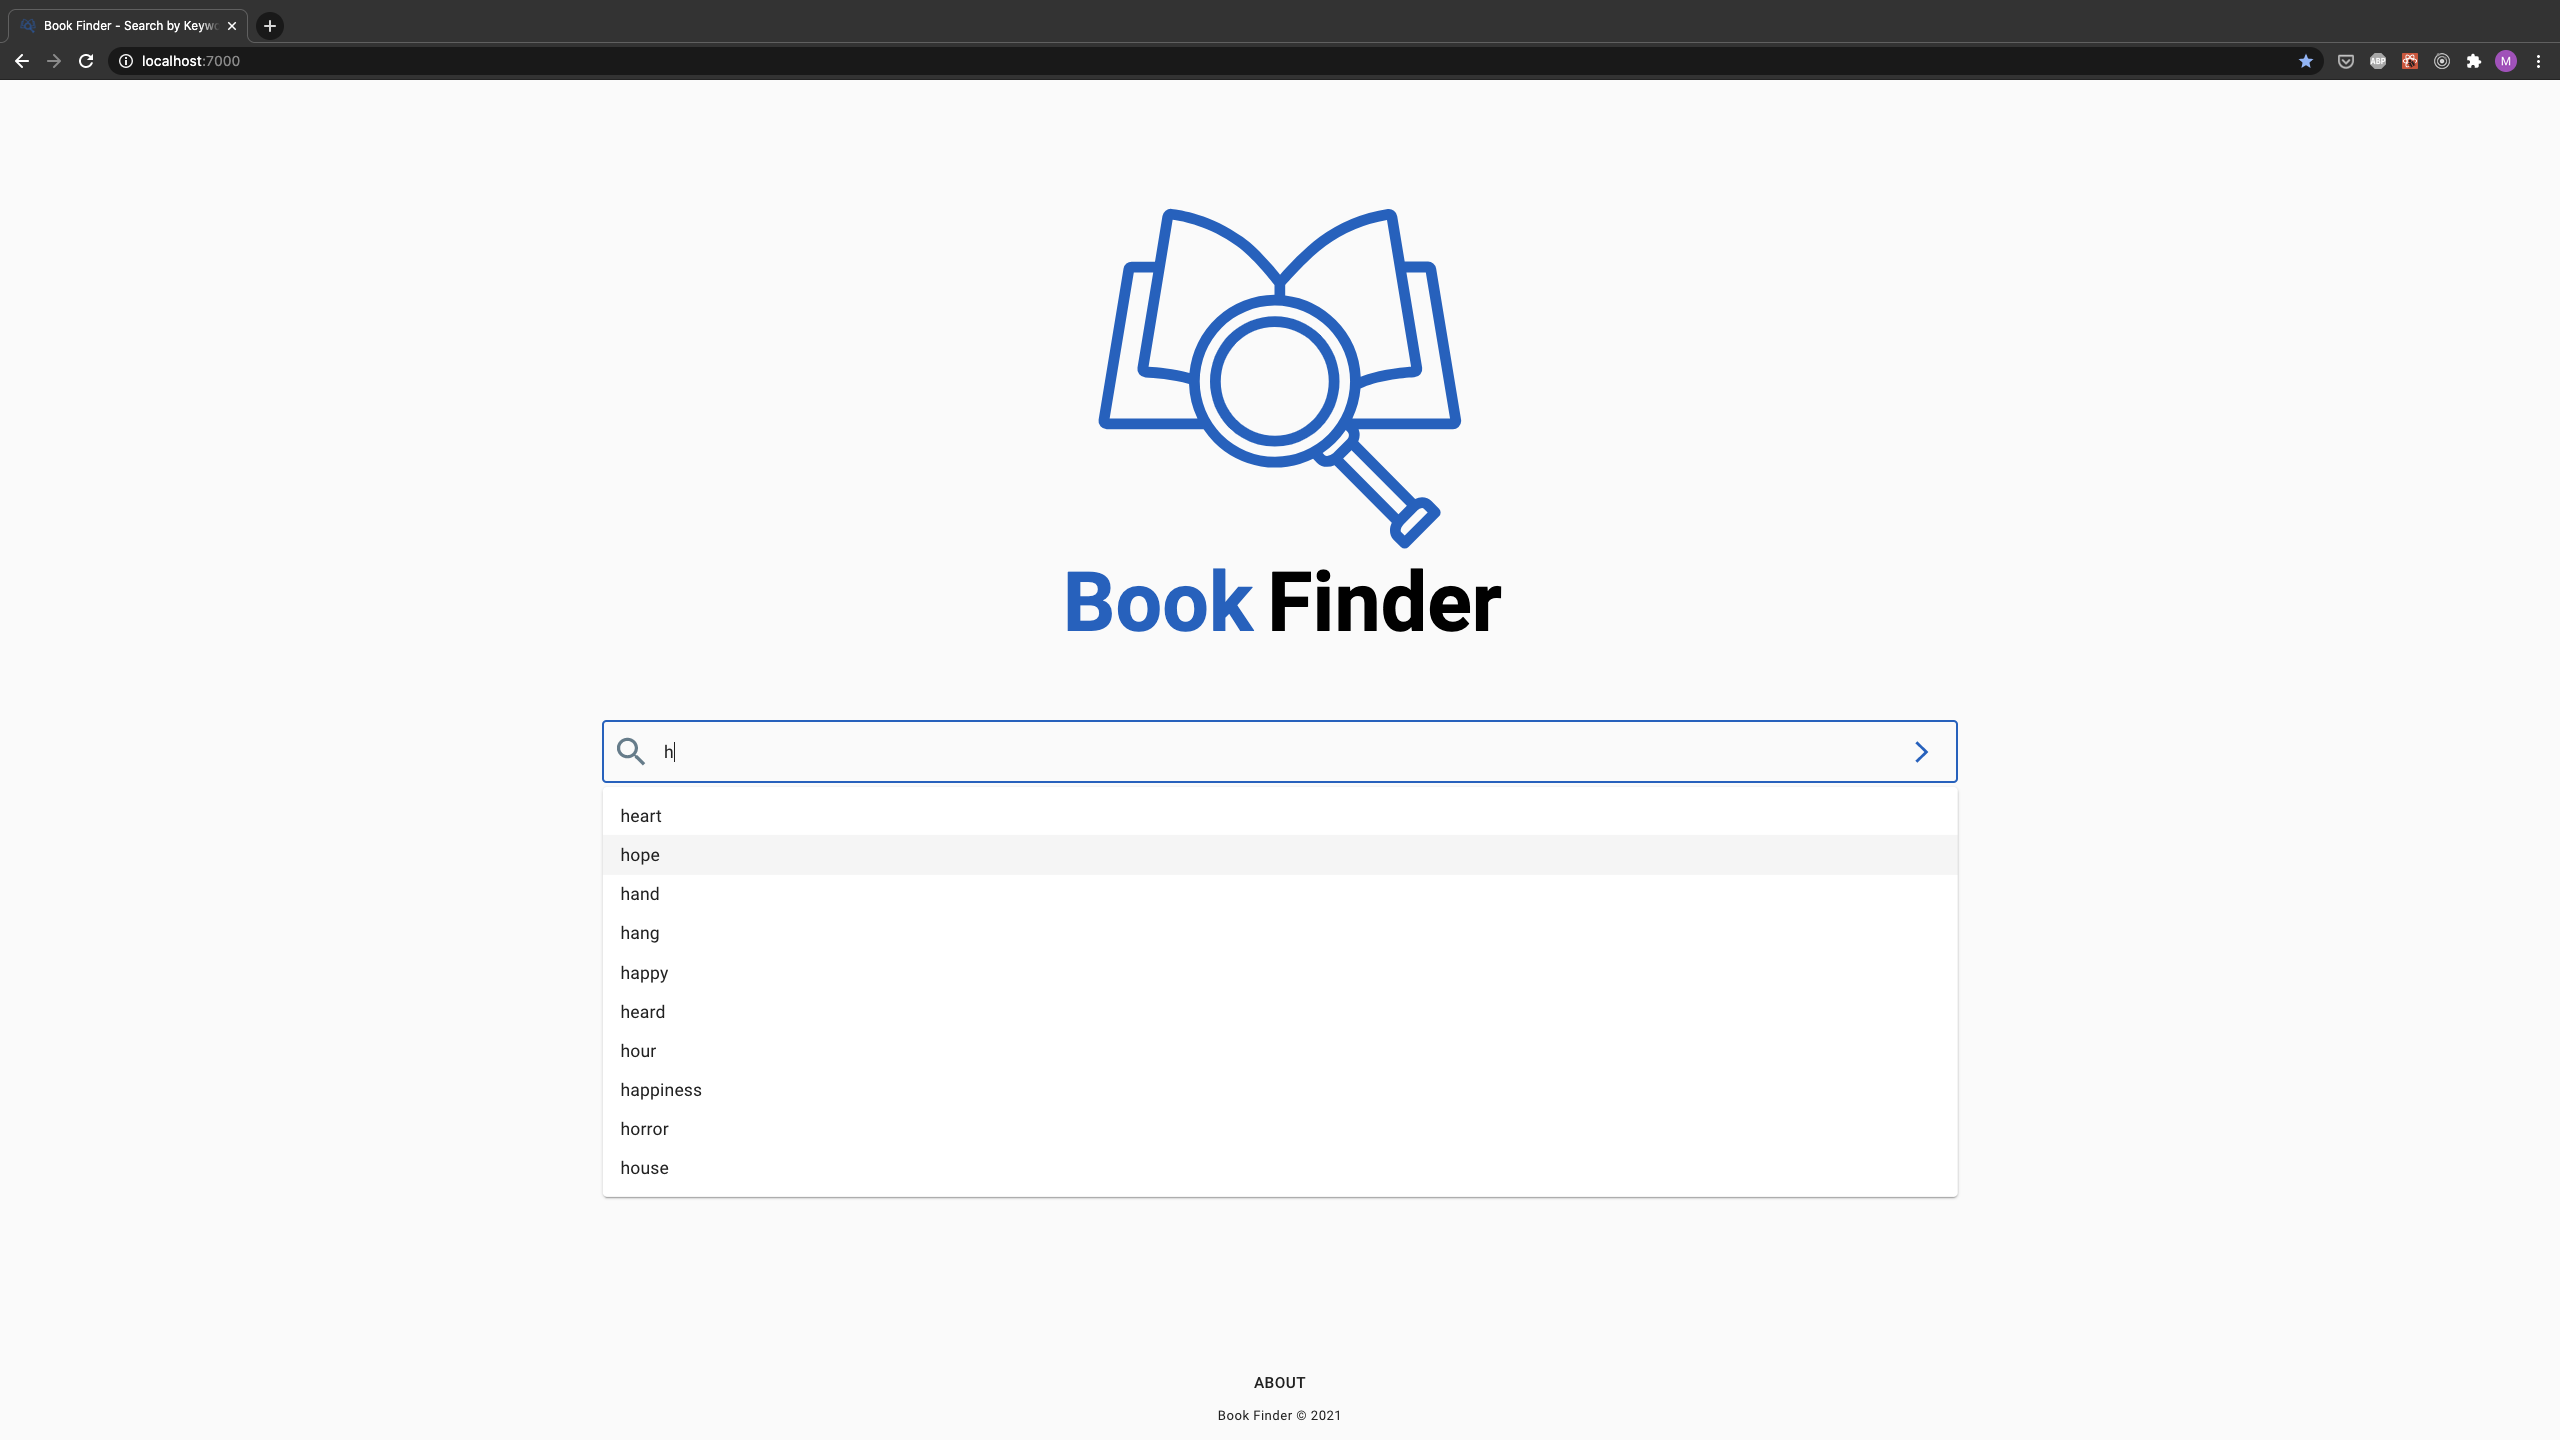 Book Finder - Search by Keyw
localhost:7000
ABP
M
Book Finder
h
heart
hope
hand
hang
happy
heard
hour
happiness
horror
house
ABOUT
Book Finder © 2021